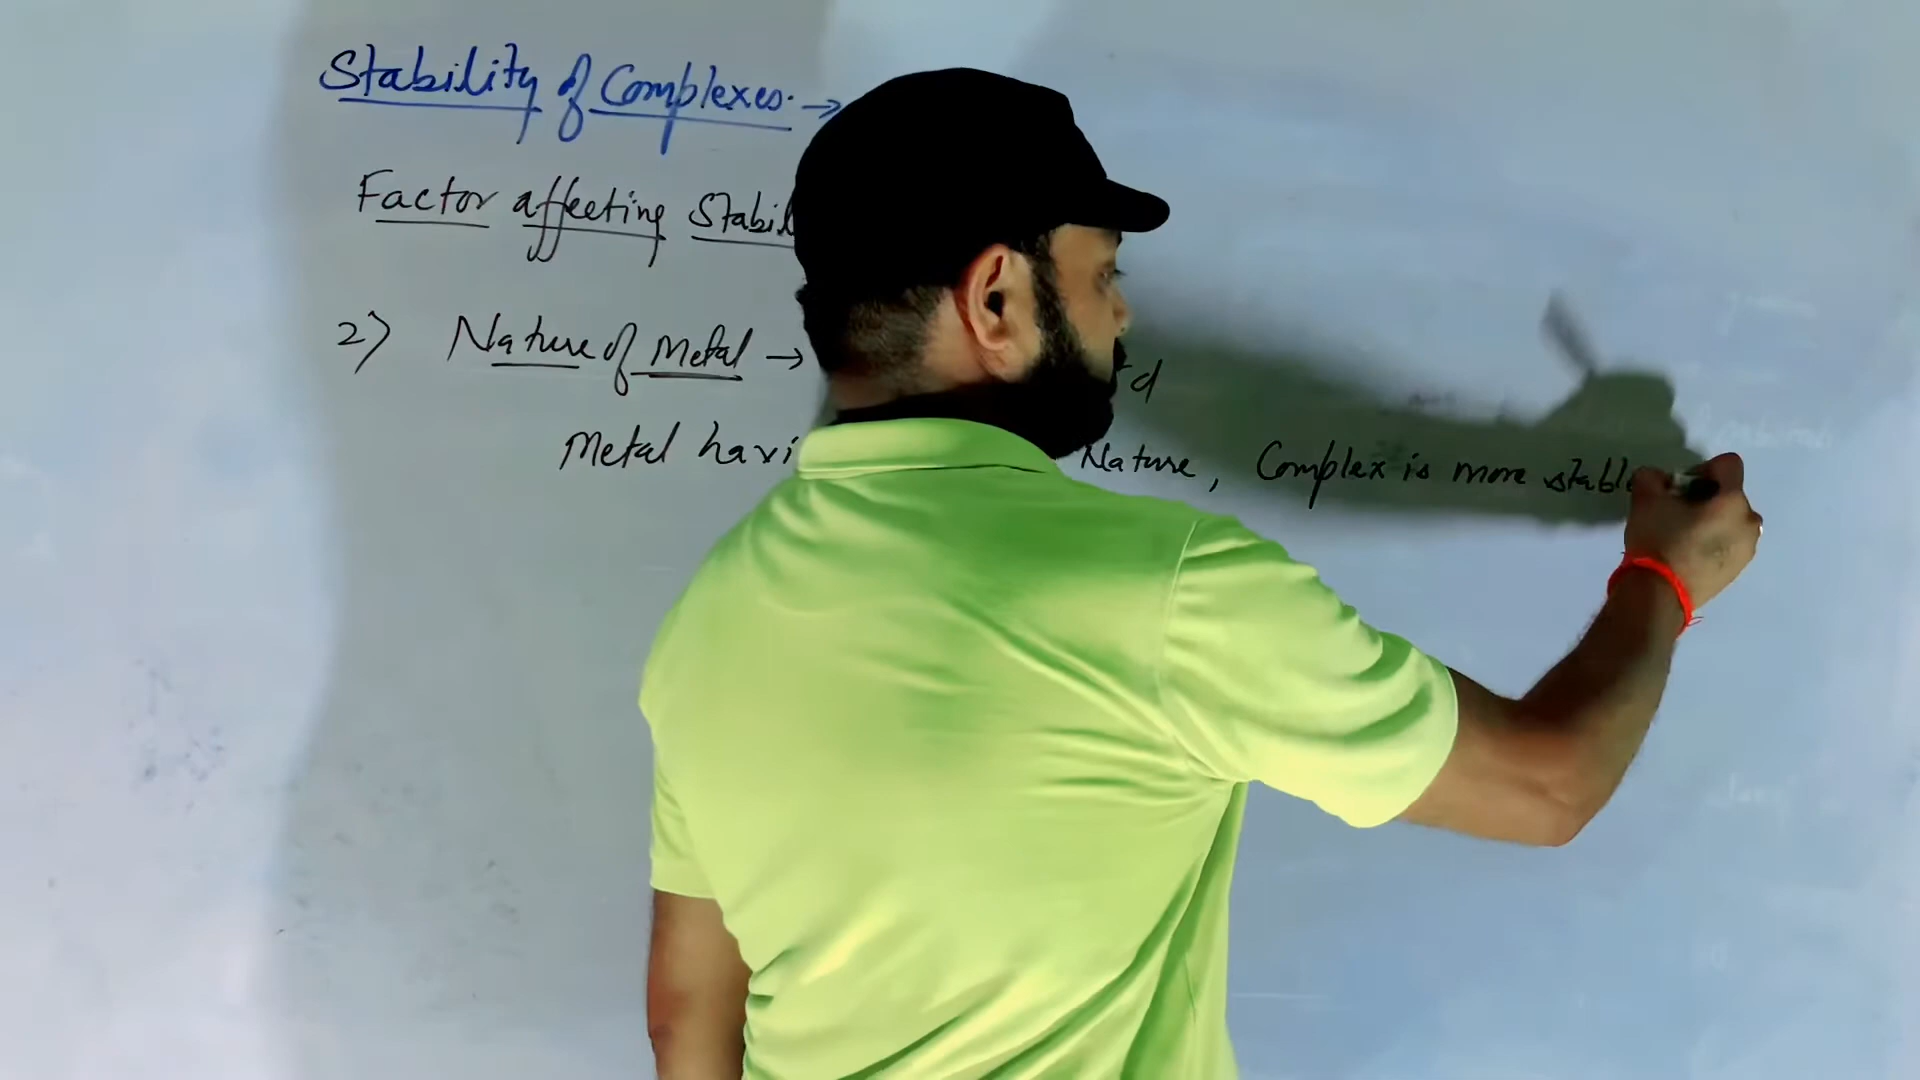 Stability of Complexes. →
Factor affecting Stabil
2) Nature of Metal → d
Metal havi Nature, Complex is more stable